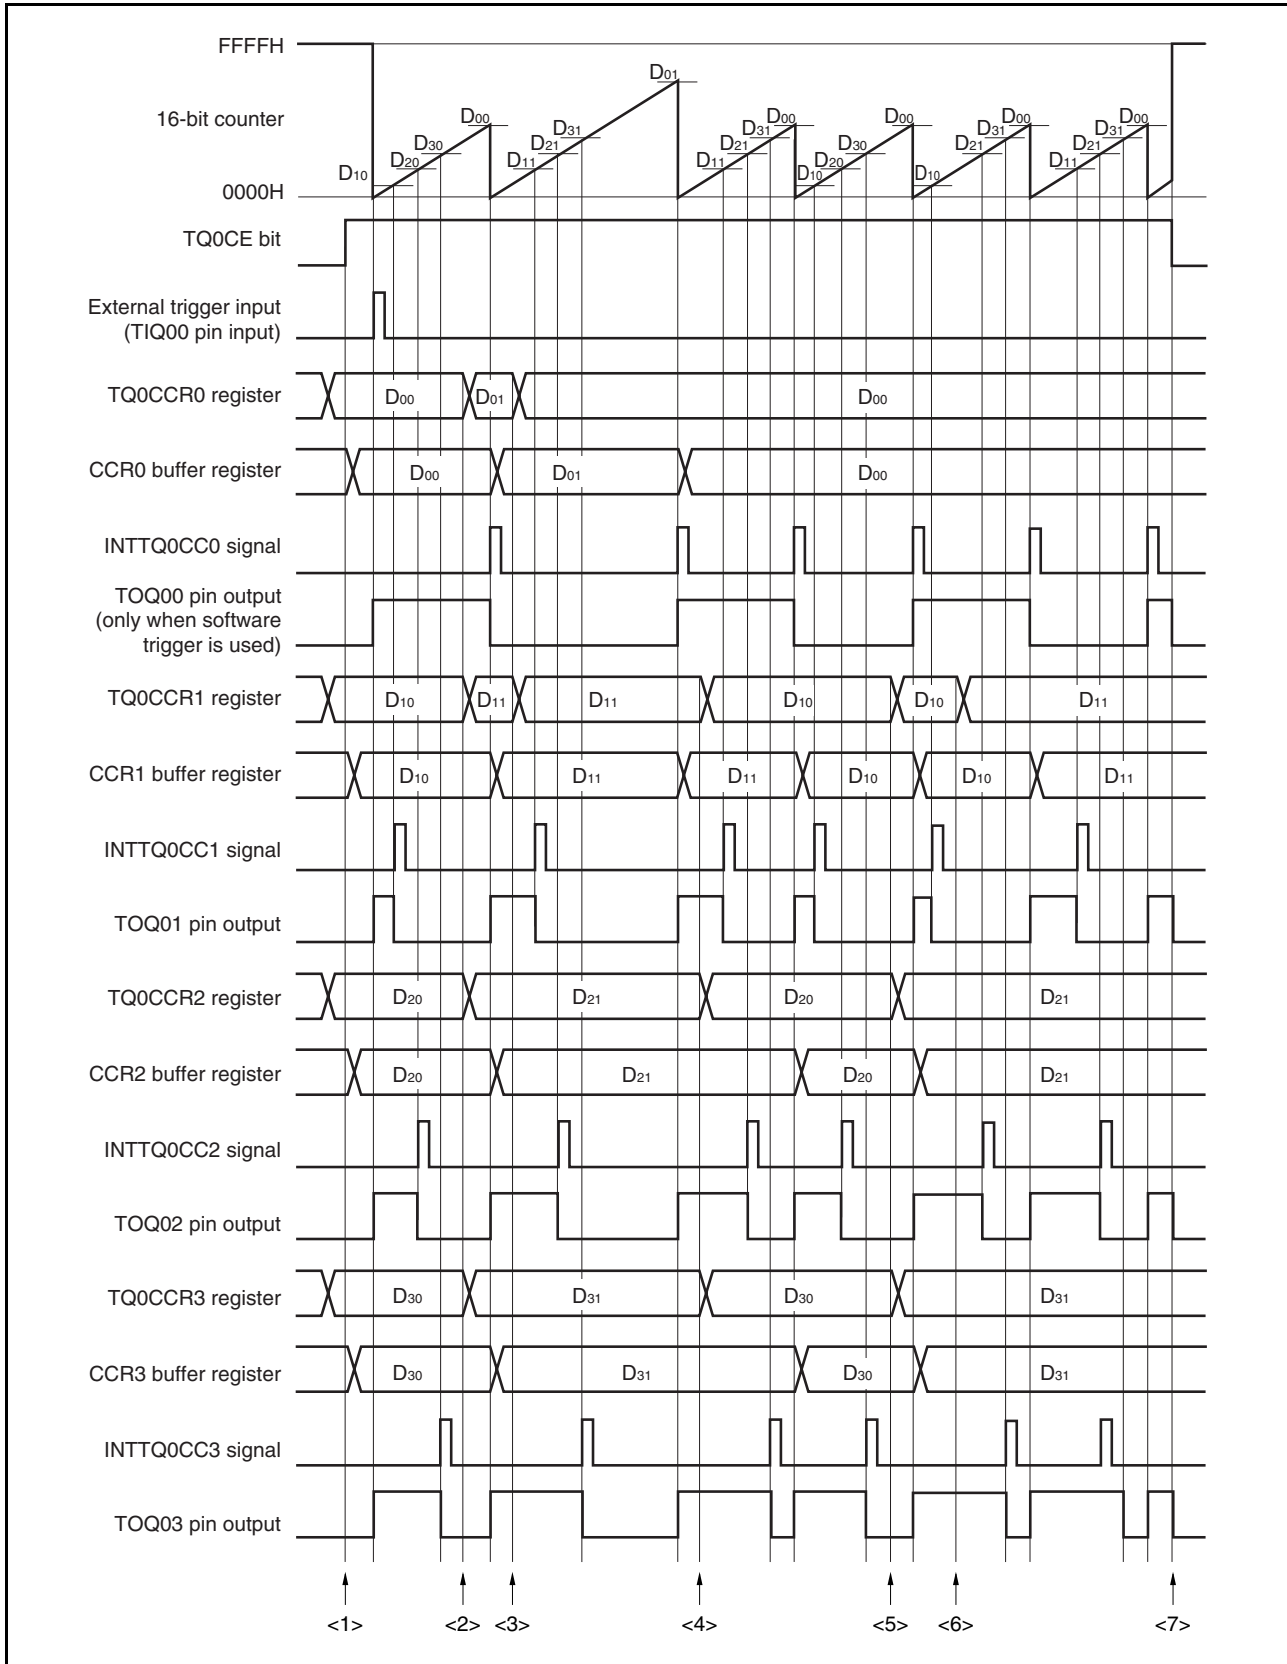 FFFFH
D01
D00 D00 D00 D00 D00
16-bit counter
D30 D31 D31 D30 D31 D31
D20 D21 D21 D20 D21 D21
D10 D11 D11 D10 D10 D11
0000H
TQ0CE bit
External trigger input
(TIQ00 pin input)
TQ0CCR0 register D00 D01 D00
CCR0 buffer register D00 D01 D00
INTTQ0CC0 signal
TOQ00 pin output
(only when software
trigger is used)
TQ0CCR1 register D10 D11 D11 D10 D10 D11
CCR1 buffer register D10 D11 D11 D10 D10 D11
INTTQ0CC1 signal
TOQ01 pin output
TQ0CCR2 register D20 D21 D20 D21
CCR2 buffer register D20 D21 D20 D21
INTTQ0CC2 signal
TOQ02 pin output
TQ0CCR3 register D30 D31 D30 D31
CCR3 buffer register D30 D31 D30 D31
INTTQ0CC3 signal
TOQ03 pin output
<1> <2> <3> <4> <5> <6> <7>